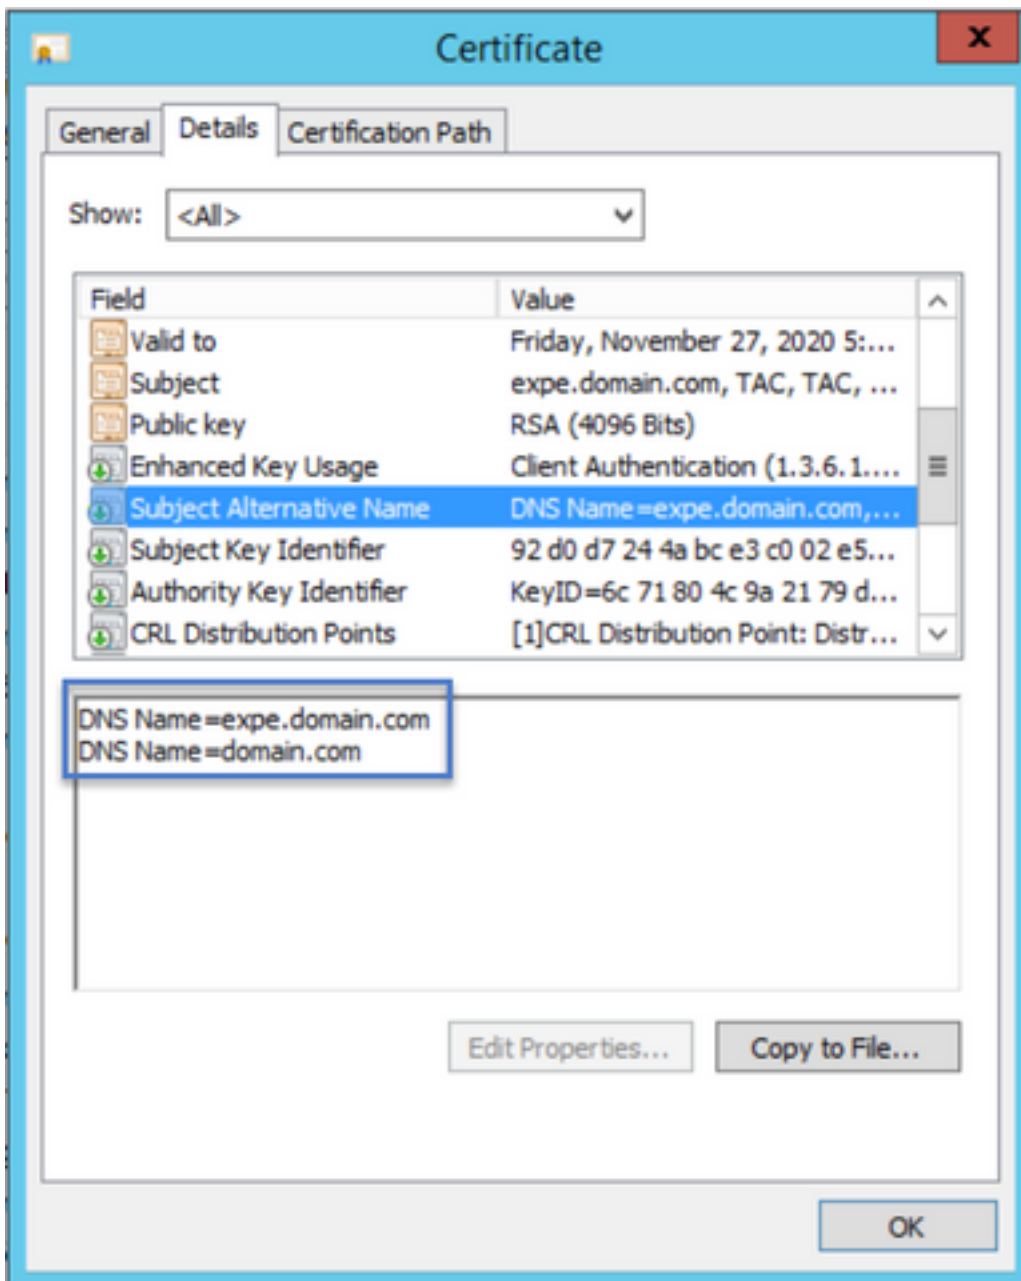 Certificate
x
General Details Certification Path
Show: <All>
Field Value
Valid to Friday, November 27, 2020 5:...
Subject expe.domain.com, TAC, TAC, ...
Public key RSA (4096 Bits)
Enhanced Key Usage Client Authentication (1.3.6.1....
Subject Alternative Name DNS Name=expe.domain.com,...
Subject Key Identifier 92 d0 d7 24 4a bc e3 c0 02 e5...
Authority Key Identifier KeyID=6c 71 80 4c 9a 21 79 d...
CRL Distribution Points [1]CRL Distribution Point: Distr...
DNS Name=expe.domain.com
DNS Name=domain.com
Edit Properties... Copy to File...
OK